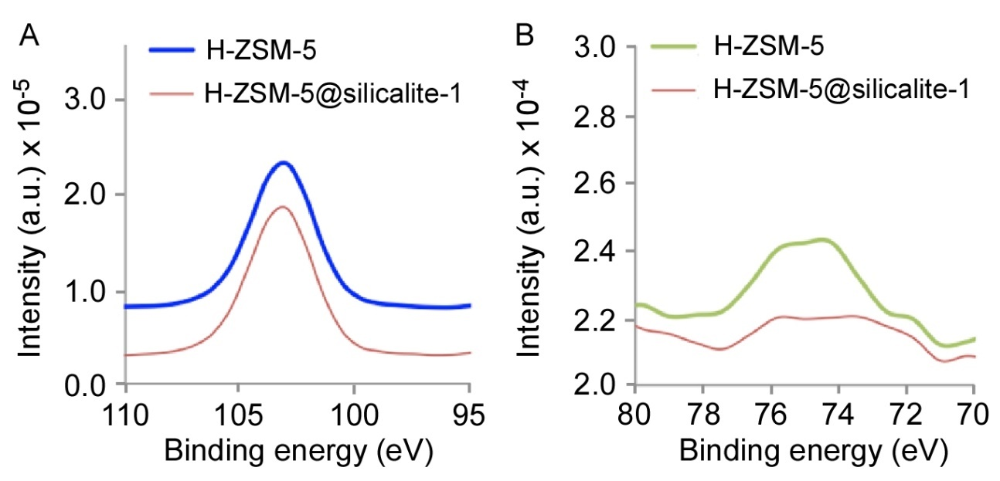 A
H-ZSM-5
H-ZSM-5@silicalite-1
Intensity (a.u.) x 10-5
3.0
2.0
1.0
0.0
110 105 100 95
Binding energy (eV)
B
H-ZSM-5
H-ZSM-5@silicalite-1
Intensity (a.u.) x 10-4
3.0
2.8
2.6
2.4
2.2
2.0
80 78 76 74 72 70
Binding energy (eV)